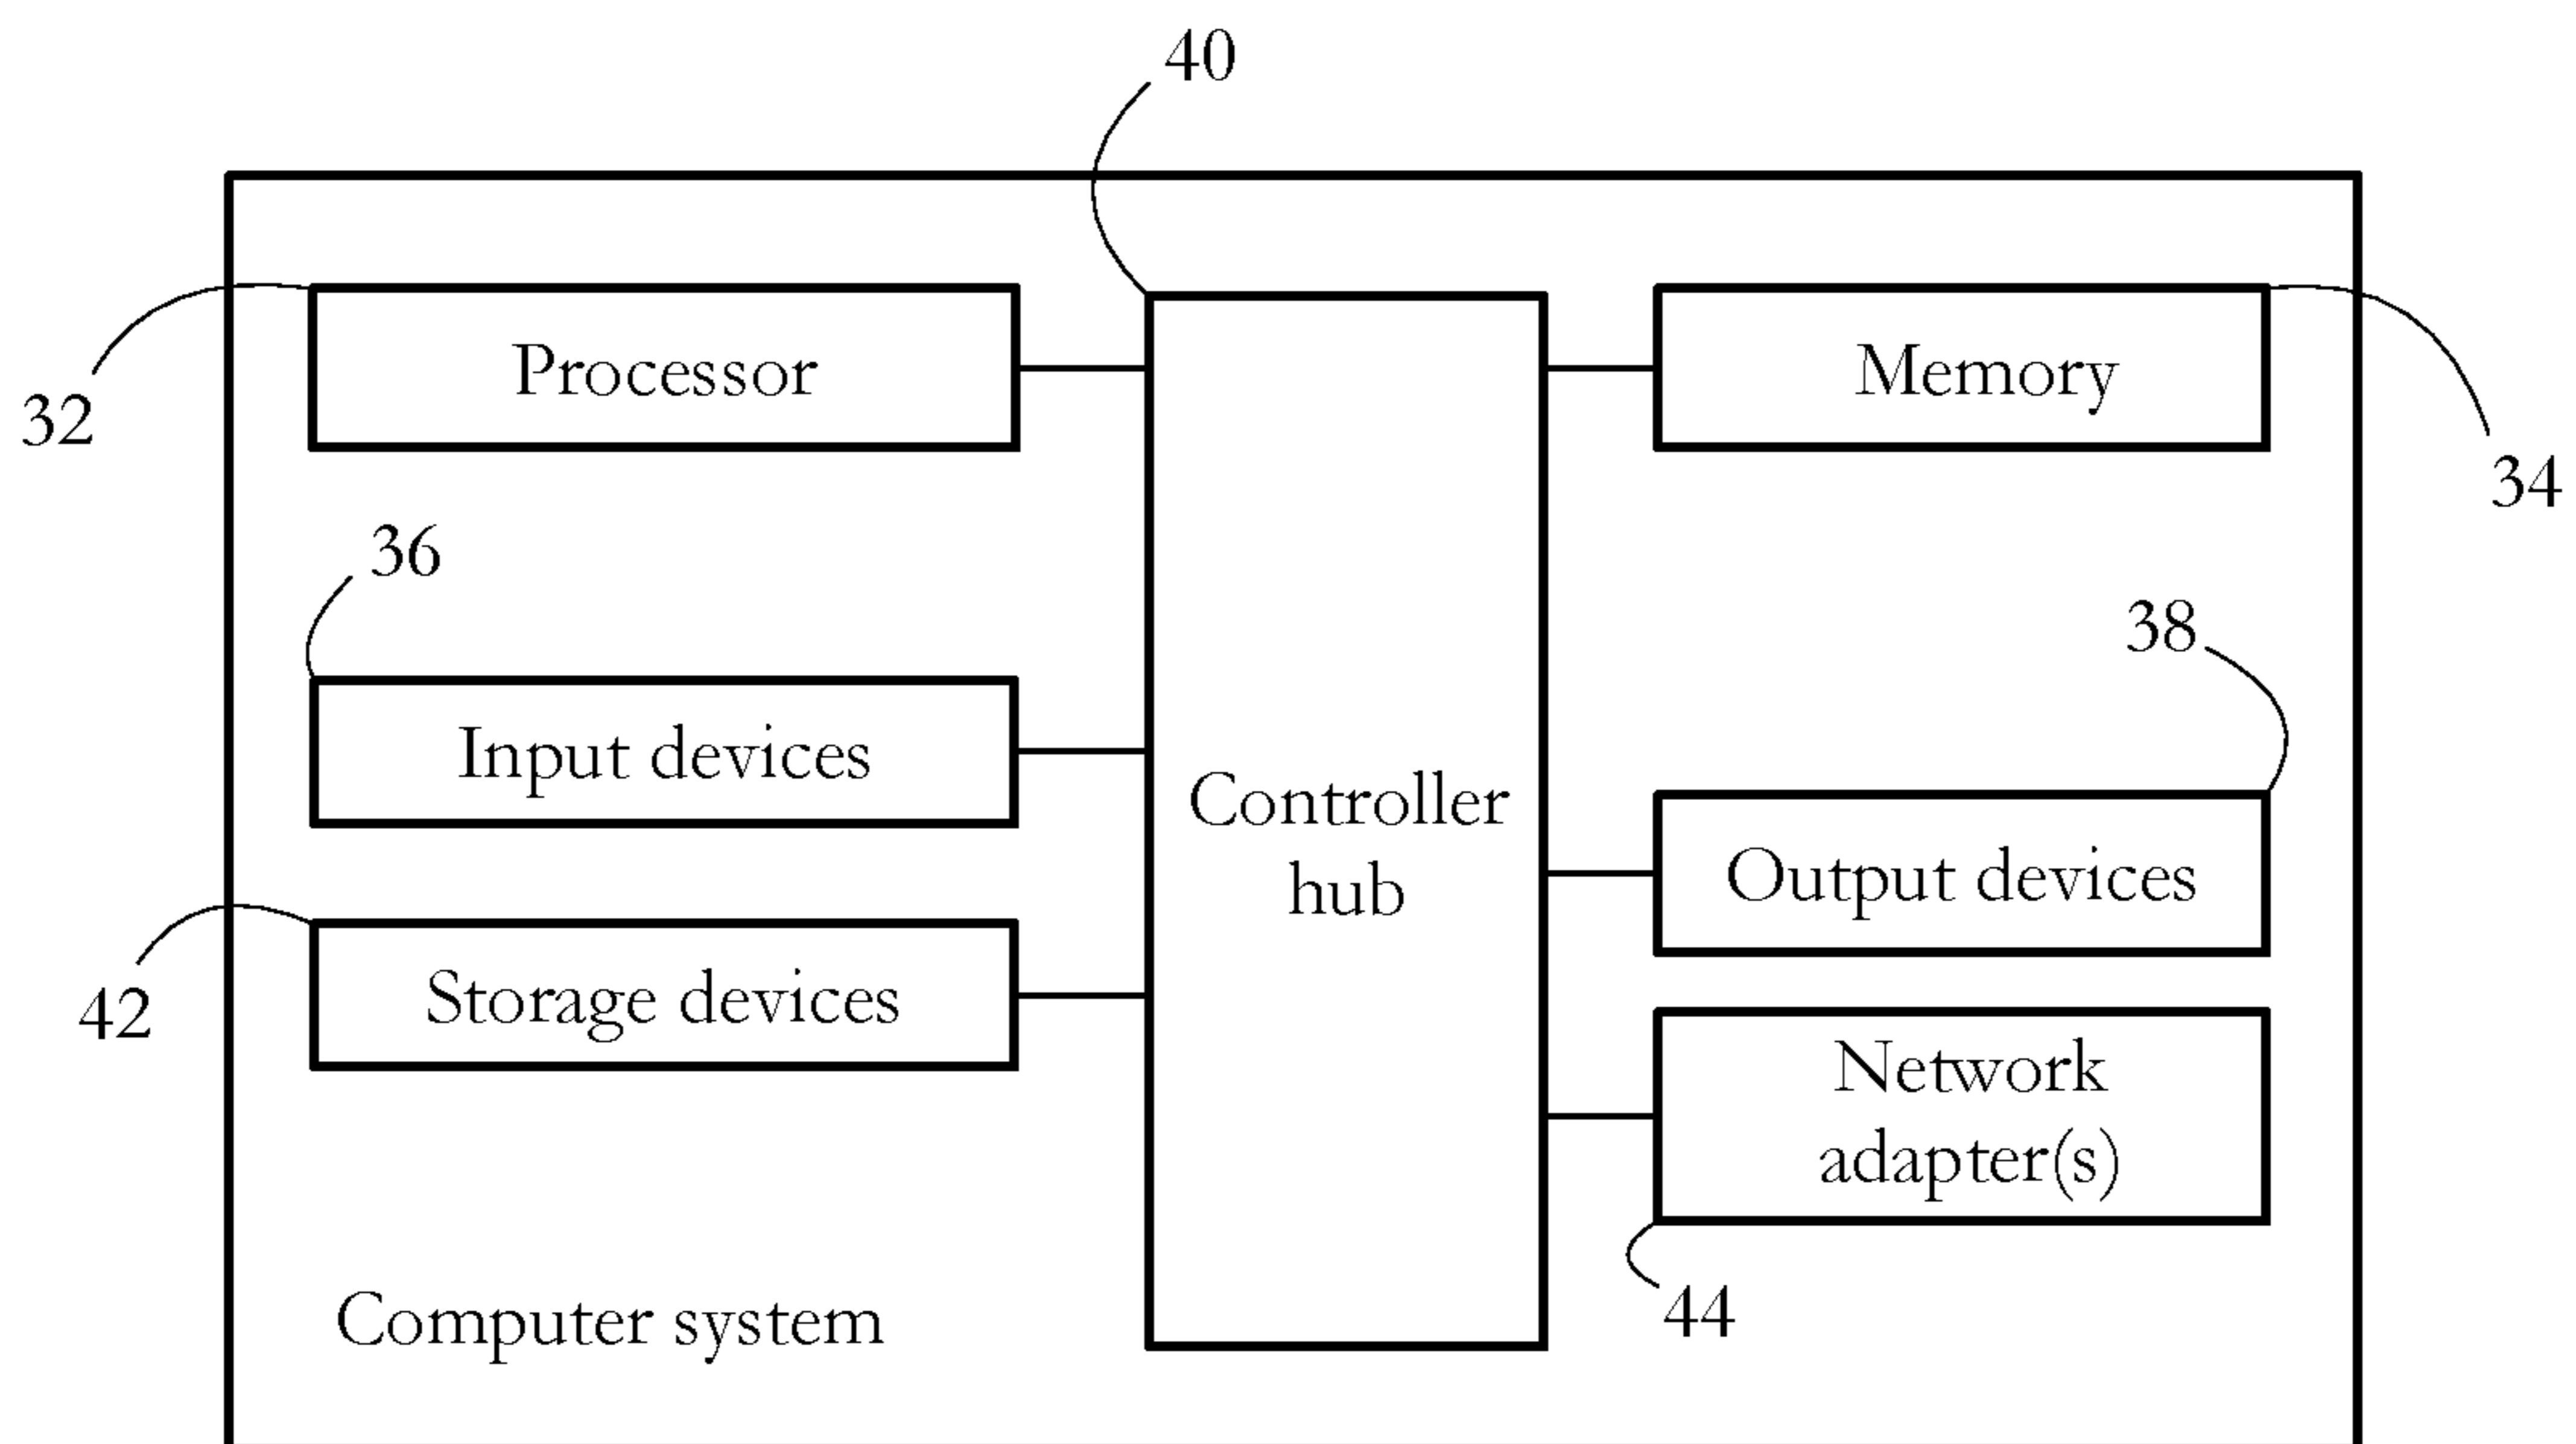 40
32
Processor
Memory
34
36
38
Input devices
Controller
hub
Output devices
42
Storage devices
Network
adapter(s)
44
Computer system